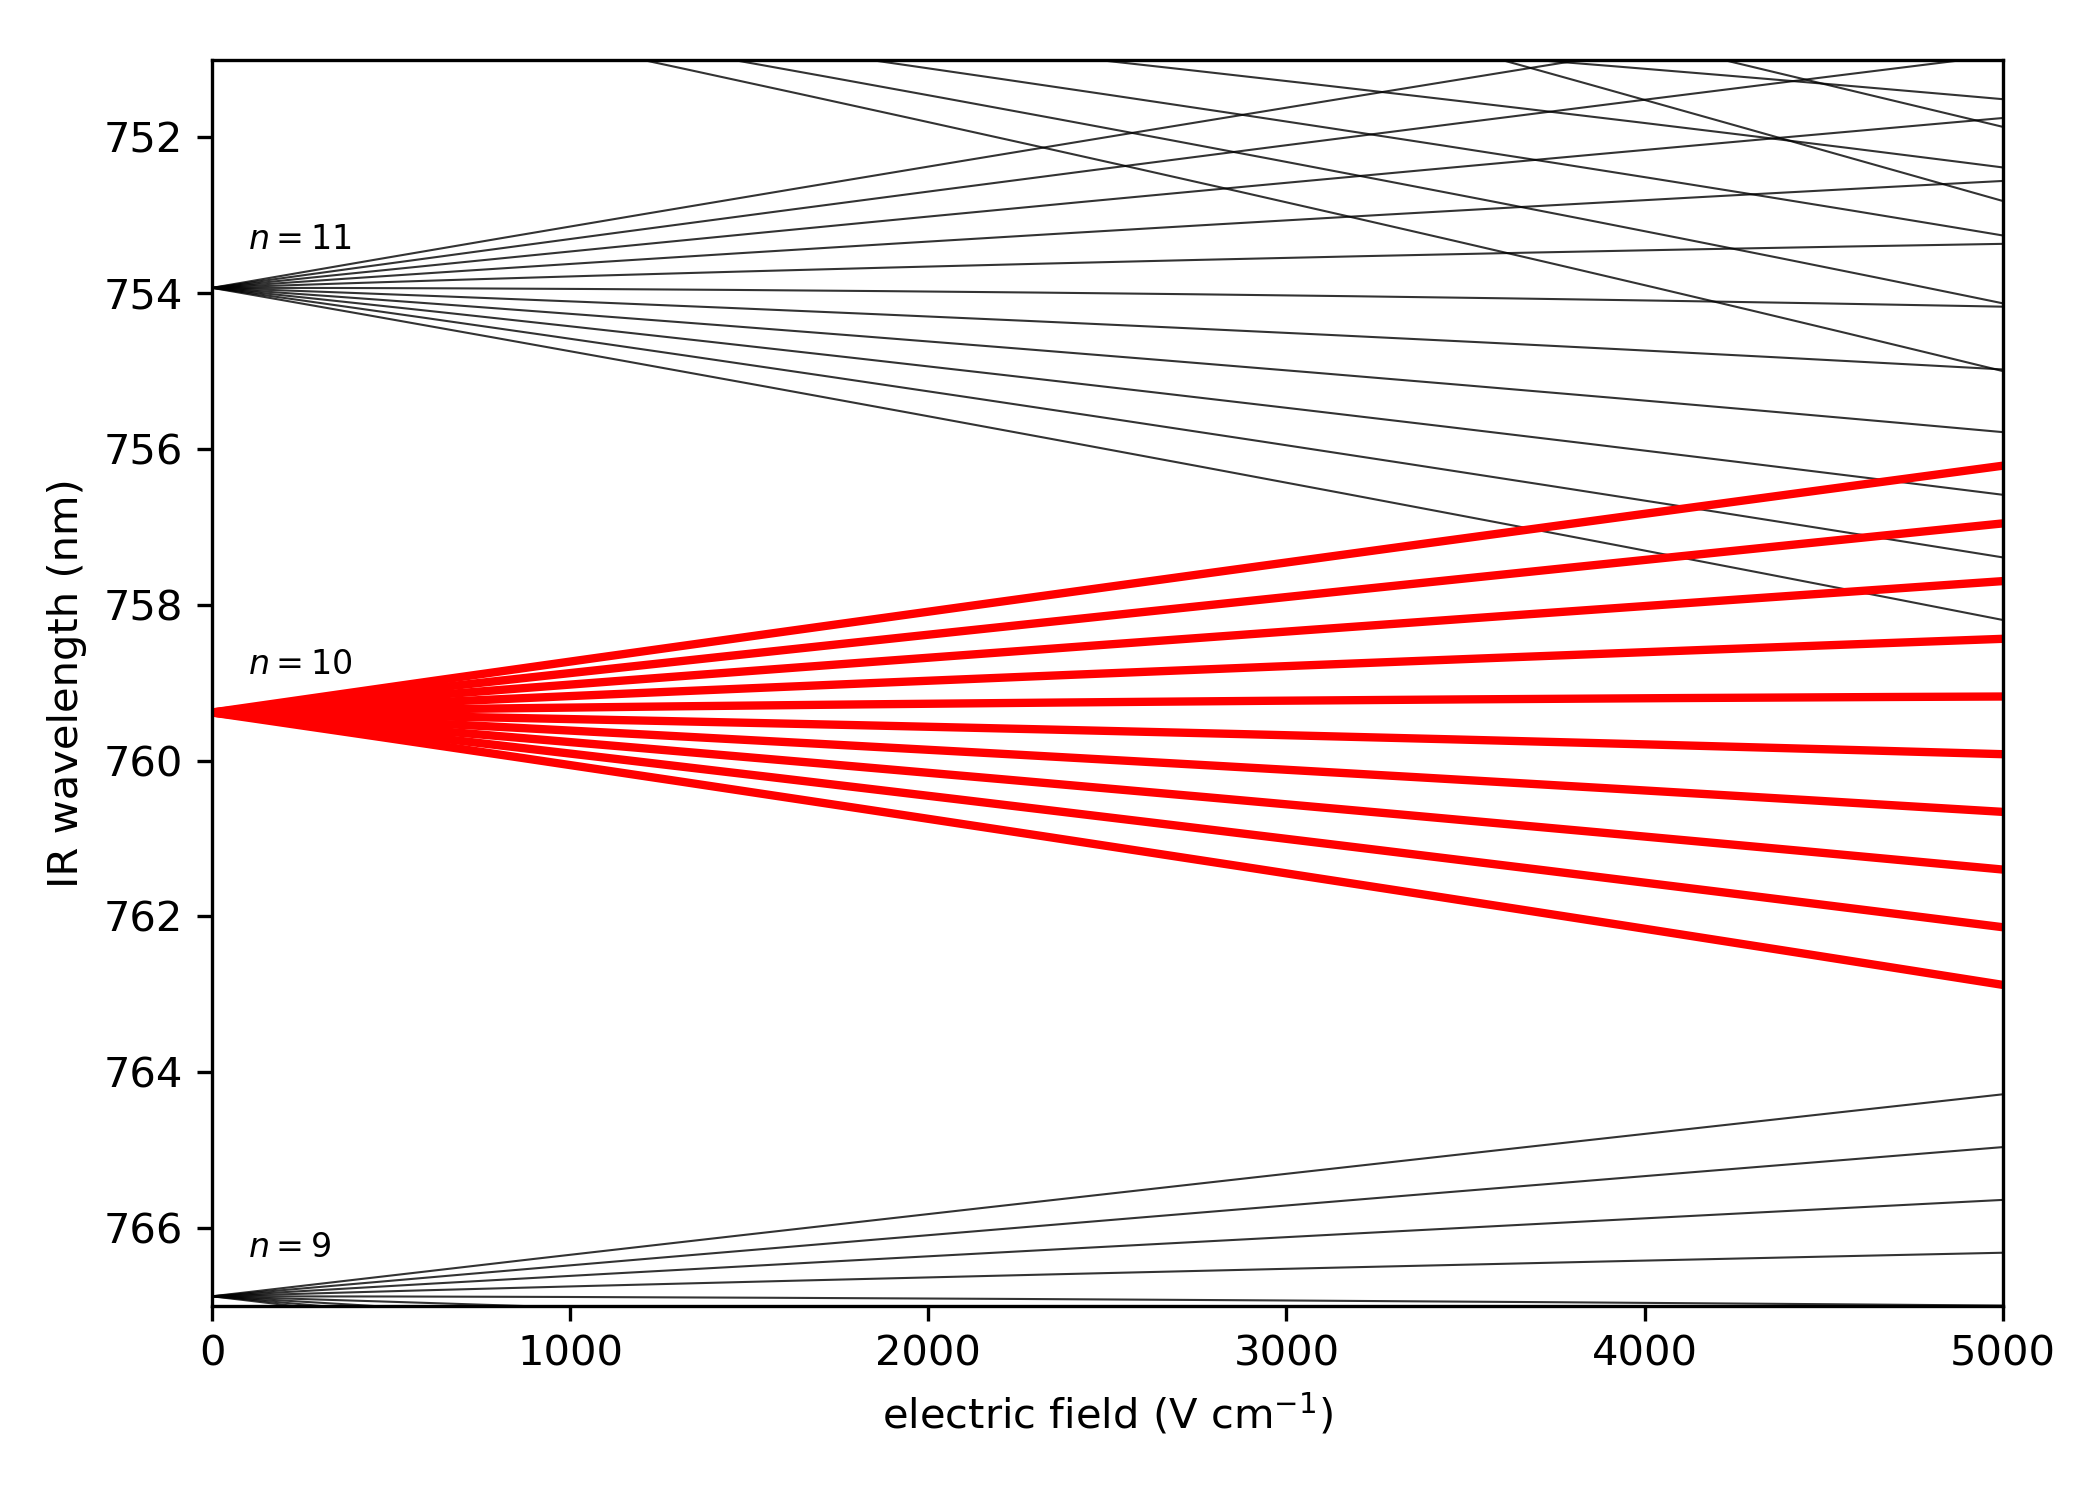 752
754
756
758
760
762
764
766
IR wavelength (nm)
n = 11
n = 10
n = 9
0 1000 2000 3000 4000 5000
electric field (V cm⁻¹)